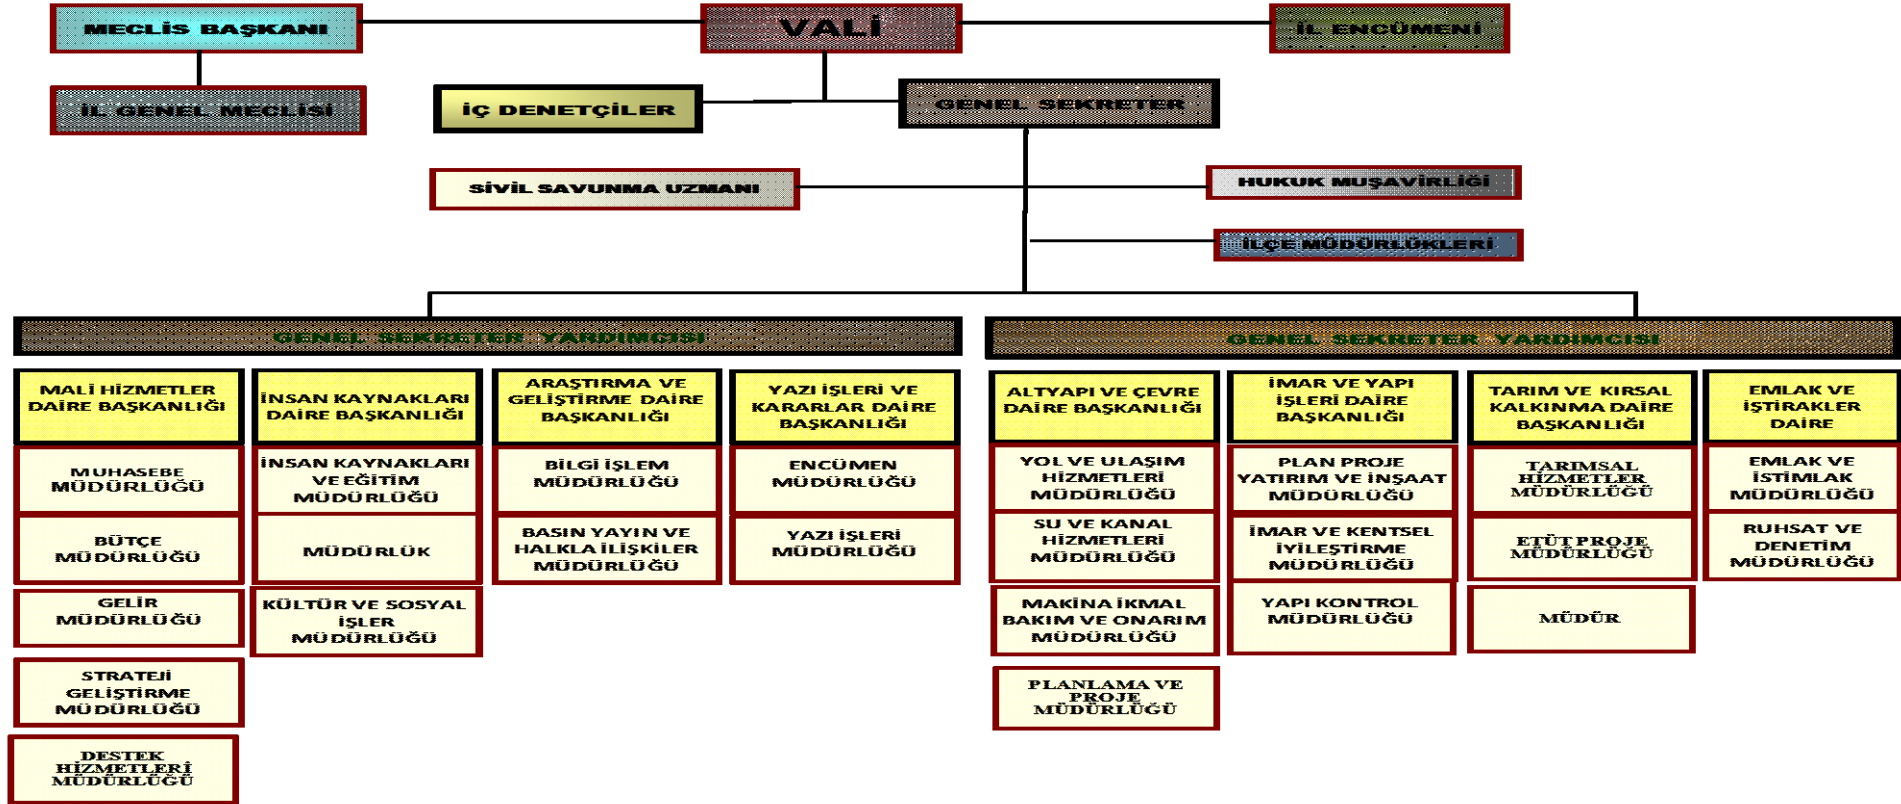 MECLİS BAŞKANI
VALİ
İL ENCÜMENİ
İL GENEL MECLİSİ
İÇ DENETÇİLER
GENEL SEKRETER
SİVİL SAVUNMA UZMANI
HUKUK MUŞAVİRLİĞİ
İLÇE MÜDÜRLÜKLERİ
GENEL SEKRETER YARDIMCISI
GENEL SEKRETER YARDIMCISI
MALİ HİZMETLER
DAİRE BAŞKANLIĞI
MUHASEBE
MÜDÜRLÜĞÜ
BÜTÇE
MÜDÜRLÜĞÜ
GELİR
MÜDÜRLÜĞÜ
STRATEJİ
GELİŞTİRME
MÜDÜRLÜĞÜ
DESTEK
HİZMETLERİ
MÜDÜRLÜĞÜ
İNSAN KAYNAKLARI
DAİRE BAŞKANLIĞI
İNSAN KAYNAKLARI
VE EĞİTİM
MÜDÜRLÜĞÜ
MÜDÜRLÜK
KÜLTÜR VE SOSYAL
İŞLER
MÜDÜRLÜĞÜ
ARAŞTIRMA VE
GELİŞTİRME DAİRE
BAŞKANLIĞI
BİLGİ İŞLEM
MÜDÜRLÜĞÜ
BASIN YAYIN VE
HALKLA İLİŞKİLER
MÜDÜRLÜĞÜ
YAZI İŞLERİ VE
KARARLAR DAİRE
BAŞKANLIĞI
ENCÜMEN
MÜDÜRLÜĞÜ
YAZI İŞLERİ
MÜDÜRLÜĞÜ
ALTYAPI VE ÇEVRE
DAİRE BAŞKANLIĞI
YOL VE ULAŞIM
HİZMETLERİ
MÜDÜRLÜĞÜ
SU VE KANAL
HİZMETLERİ
MÜDÜRLÜĞÜ
MAKİNA İKMAL
BAKIM VE ONARIM
MÜDÜRLÜĞÜ
PLANLAMA VE
PROJE
MÜDÜRLÜĞÜ
İMAR VE YAPI
İŞLERİ DAİRE
BAŞKANLIĞI
PLAN PROJE
YATIRIM VE İNŞAAT
MÜDÜRLÜĞÜ
İMAR VE KENTSEL
İYİLEŞTİRME
MÜDÜRLÜĞÜ
YAPI KONTROL
MÜDÜRLÜĞÜ
TARIM VE KIRSAL
KALKINMA DAİRE
BAŞKANLIĞI
TARIMSAL
HİZMETLER
MÜDÜRLÜĞÜ
ETÜT PROJE
MÜDÜRLÜĞÜ
MÜDÜR
EMLAK VE
İŞTİRAKLER
DAİRE
EMLAK VE
İSTİMLAK
MÜDÜRLÜĞÜ
RUHSAT VE
DENETİM
MÜDÜRLÜĞÜ